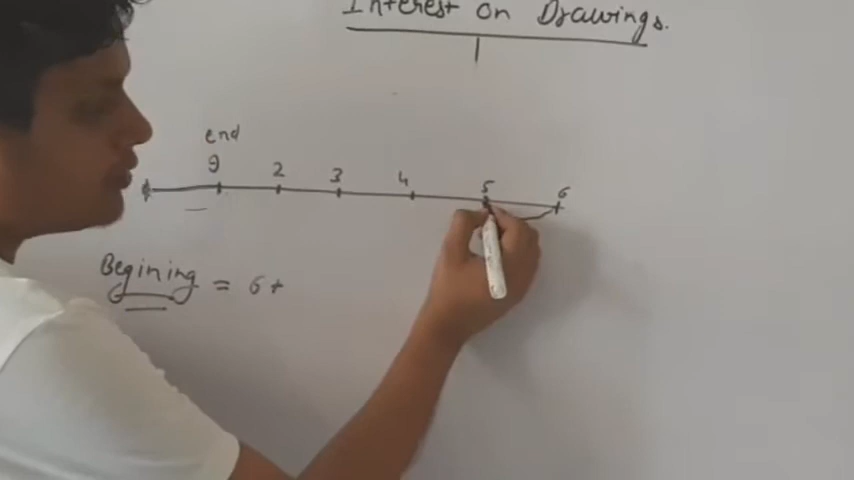 Interest on Drawings.
end
9 2 3 4 5 6
Begining = 6+